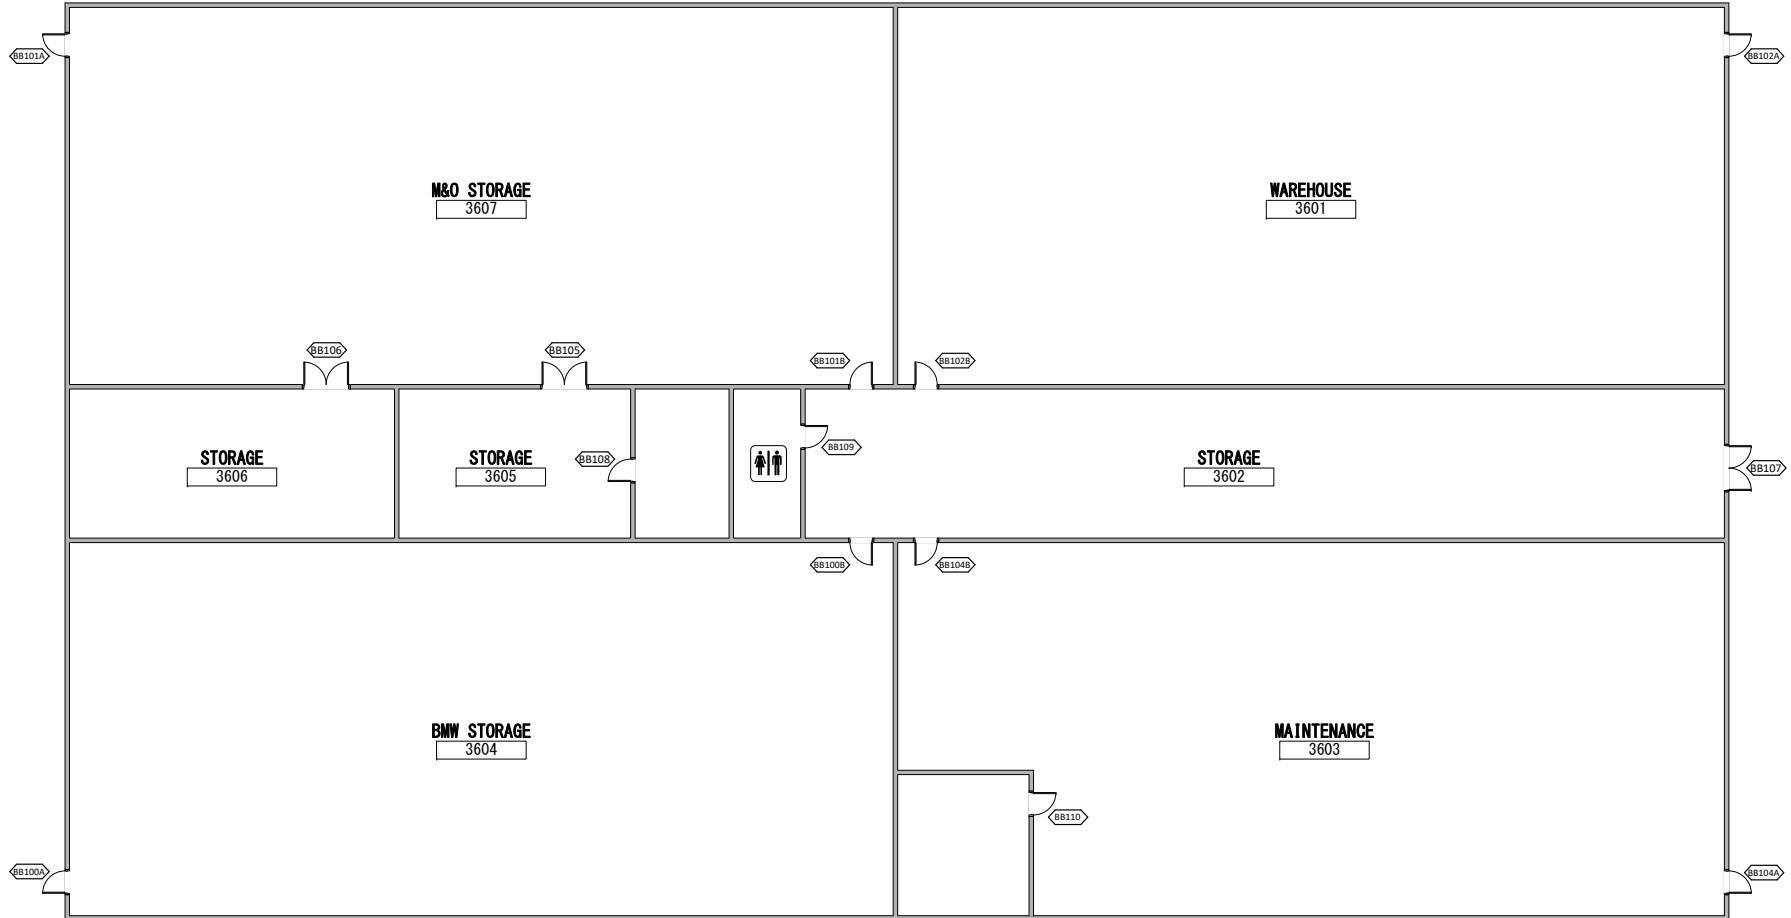 BB101A
BB102A
M&O STORAGE
3607
WAREHOUSE
3601
BB106
BB105
BB101B
BB102B
STORAGE
3606
STORAGE
3605
BB108
BB109
STORAGE
3602
BB107
BB100B
BB104B
BMW STORAGE
3604
MAINTENANCE
3603
BB110
BB100A
BB104A